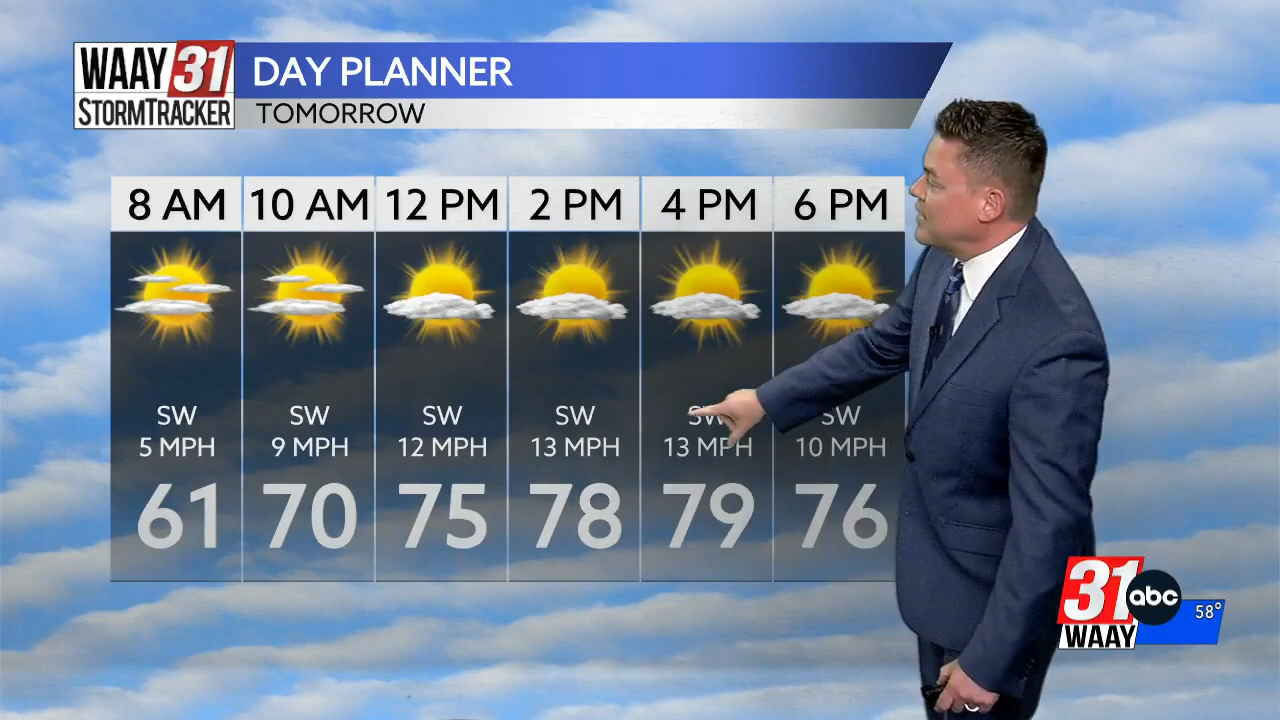 WAAY 31
STORMTRACKER
DAY PLANNER
TOMORROW
8 AM 10 AM 12 PM 2 PM 4 PM 6 PM
SW SW SW SW SW SW
5 MPH 9 MPH 12 MPH 13 MPH 13 MPH 10 MPH
61 70 75 78 79 76
31 abc 58°
WAAY